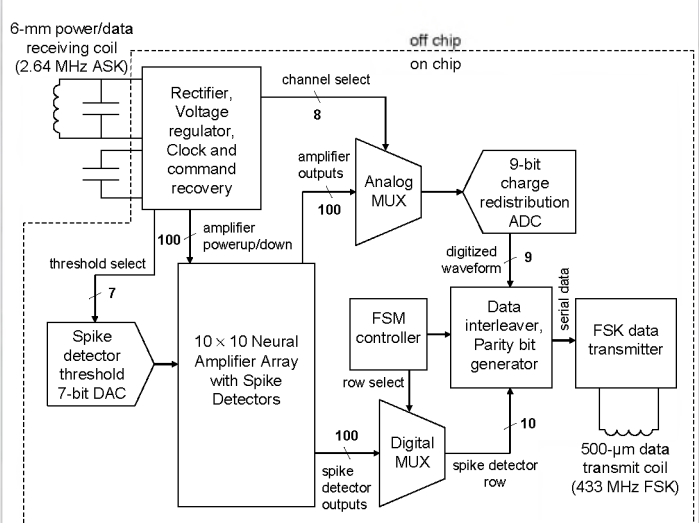 6-mm power/data
receiving coil
(2.64 MHz ASK)
off chip
on chip
Rectifier,
Voltage
regulator,
Clock and
command
recovery
channel select
8
amplifier
outputs
100
Analog
MUX
9-bit
charge
redistribution
ADC
100
amplifier
powerup/down
threshold select
7
digitized
waveform
9
Spike
detector
threshold
7-bit DAC
10 × 10 Neural
Amplifier Array
with Spike
Detectors
FSM
controller
row select
Data
interleaver,
Parity bit
generator
serial data
FSK data
transmitter
100
spike
detector
outputs
Digital
MUX
10
spike detector
row
500-μm data
transmit coil
(433 MHz FSK)